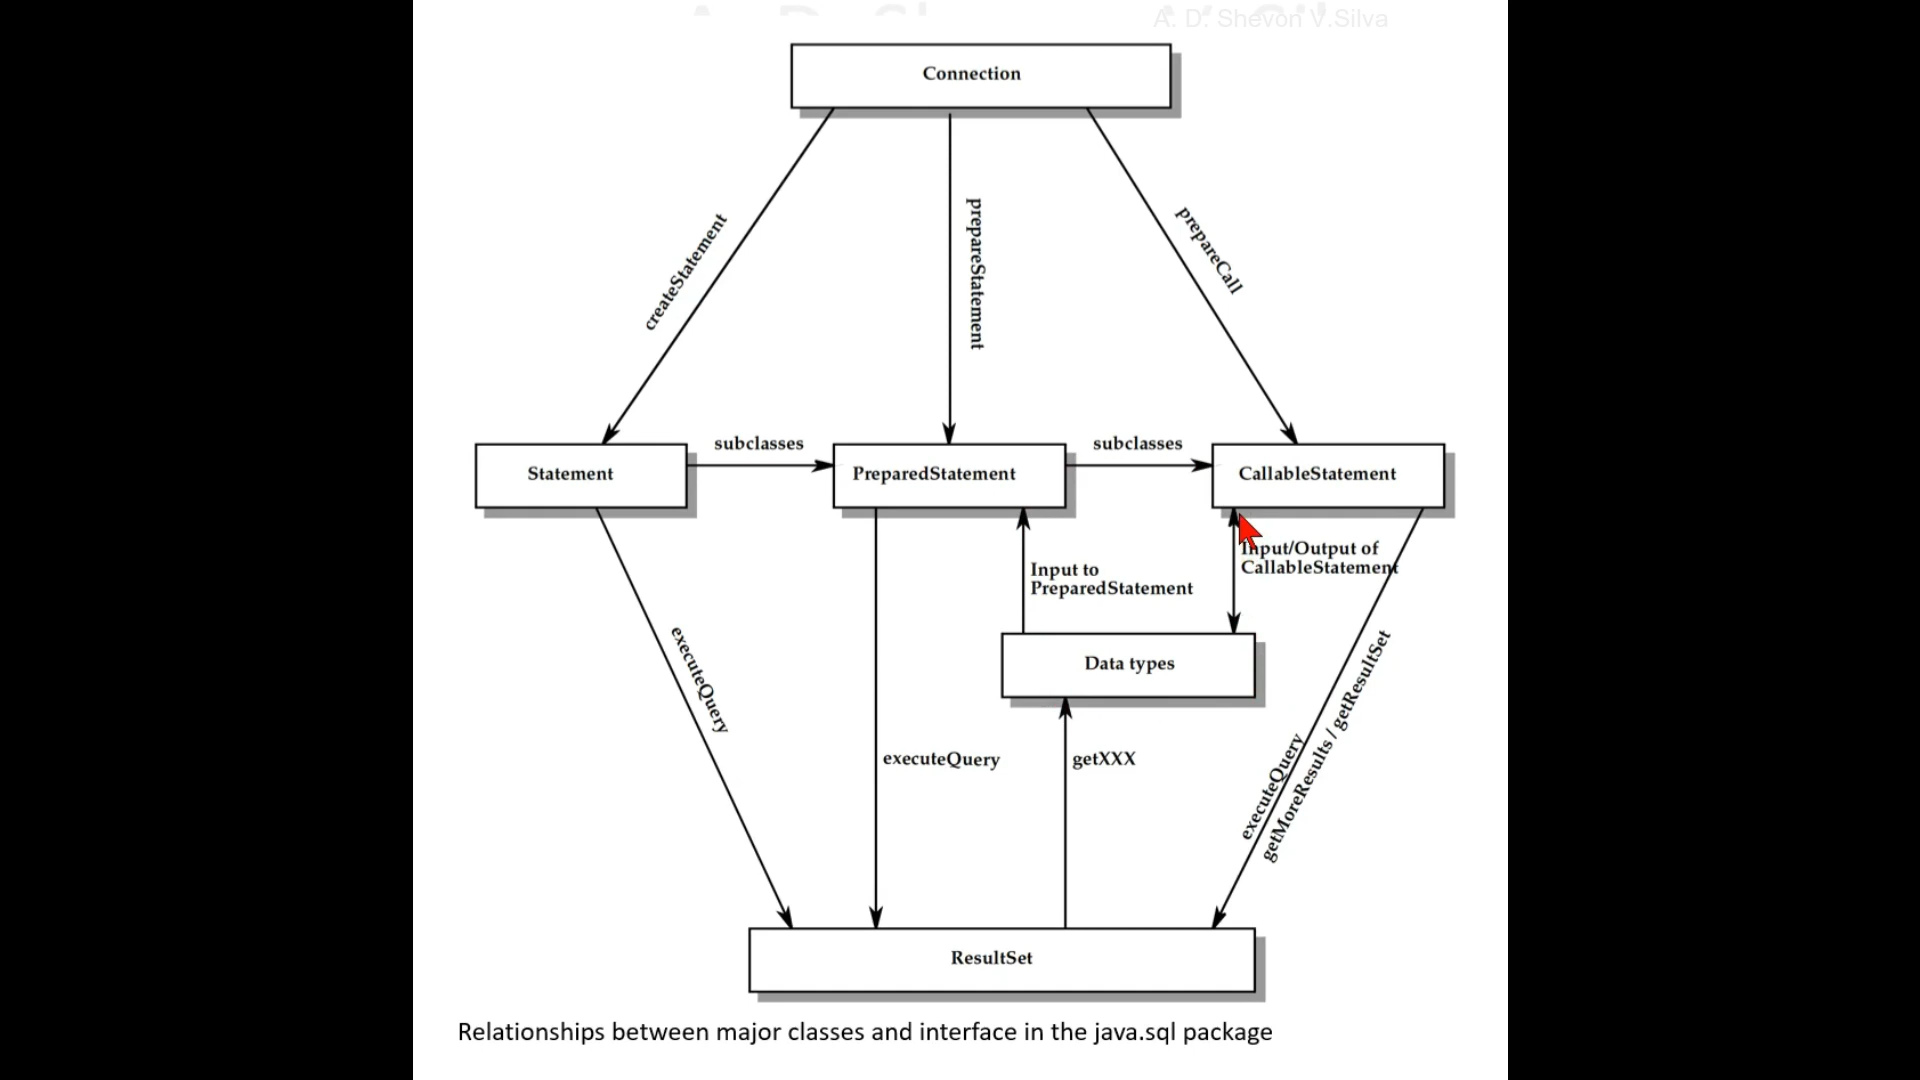 A. D. Shevon V.Silva
Connection
createStatement
prepareStatement
prepareCall
subclasses
subclasses
Statement
PreparedStatement
CallableStatement
Input/Output of
CallableStatement
Input to
PreparedStatement
Data types
executeQuery
executeQuery
getXXX
executeQuery
getMoreResults / getResultSet
ResultSet
Relationships between major classes and interface in the java.sql package